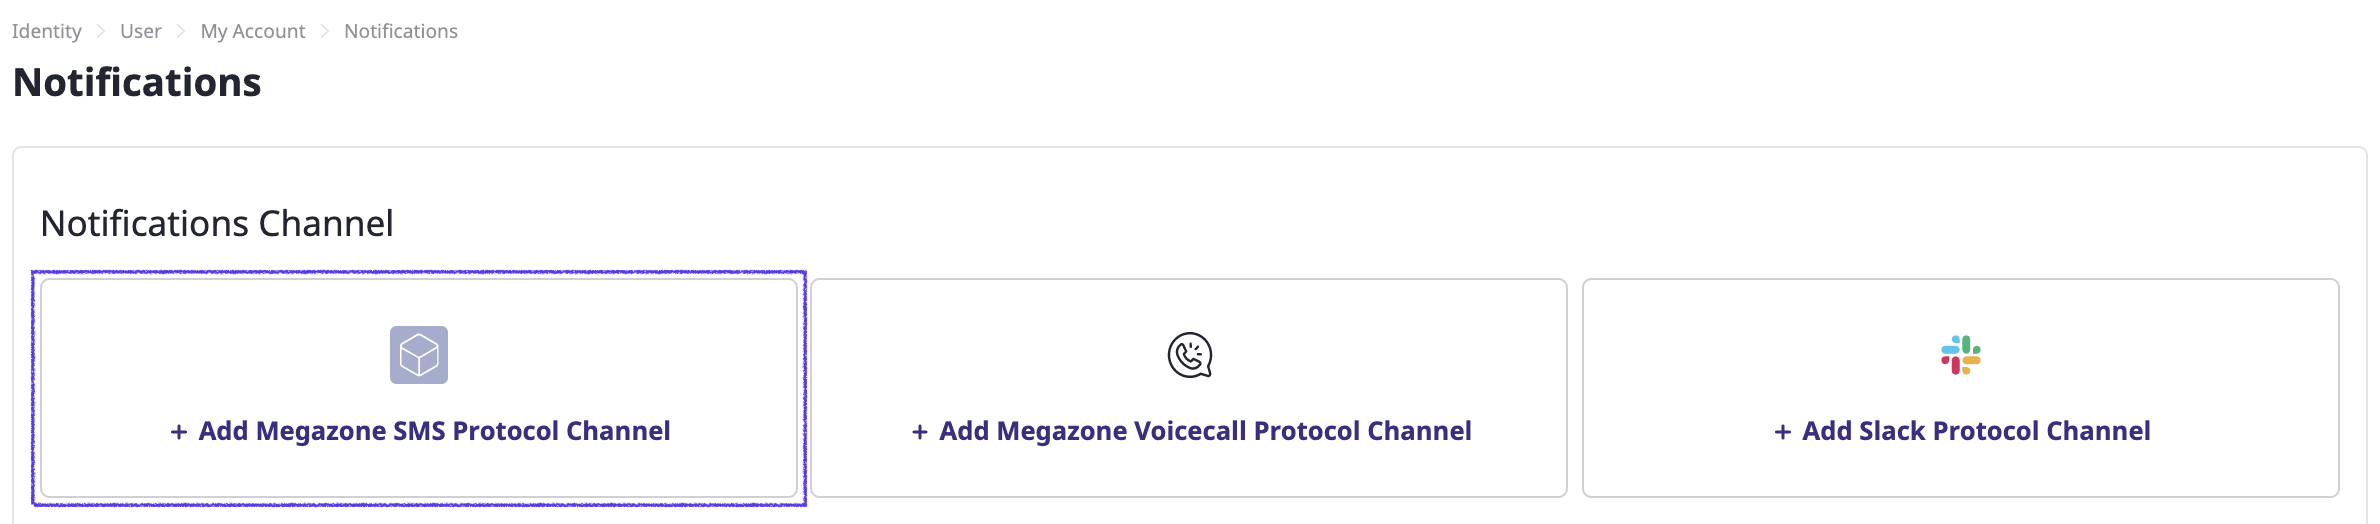 Identity > User > My Account > Notifications
Notifications
Notifications Channel
+ Add Megazone SMS Protocol Channel
+ Add Megazone Voicecall Protocol Channel
+ Add Slack Protocol Channel